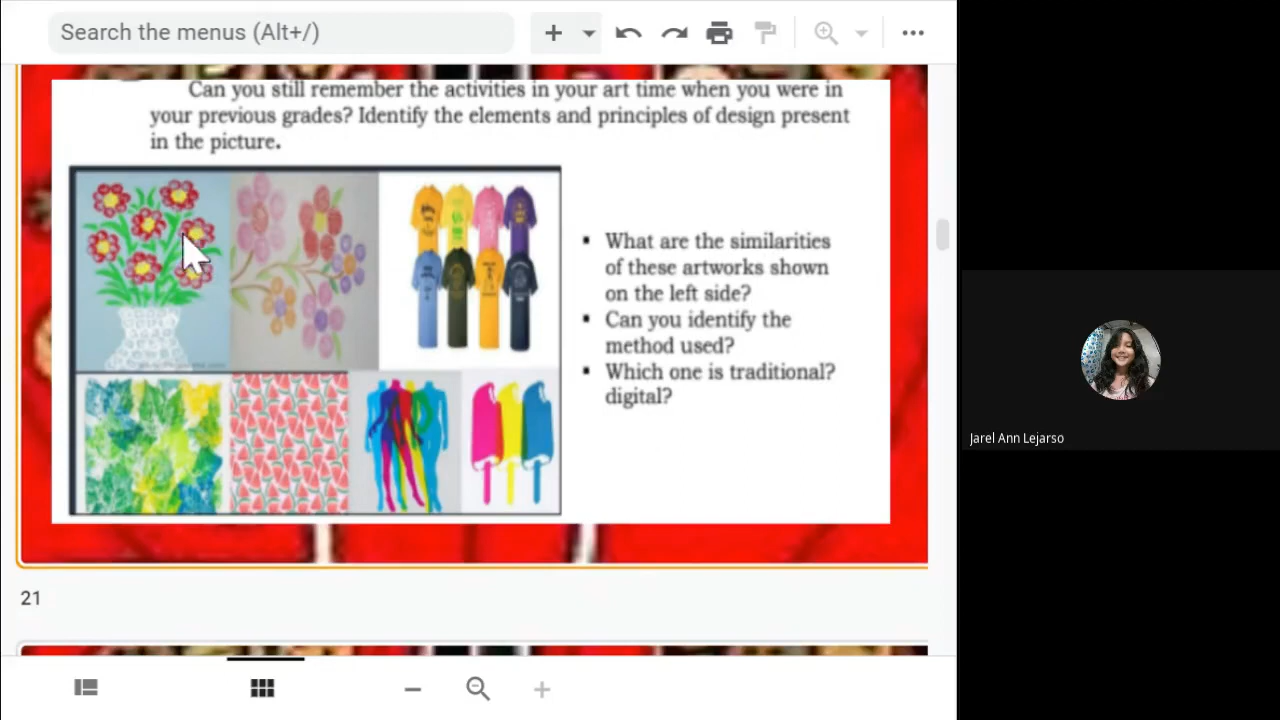 Search the menus (Alt+/)
Can you still remember the activities in your art time when you were in
your previous grades? Identify the elements and principles of design present
in the picture.
▪ What are the similarities
of these artworks shown
on the left side?
▪ Can you identify the
method used?
▪ Which one is traditional?
digital?
21
Jarel Ann Lejarso